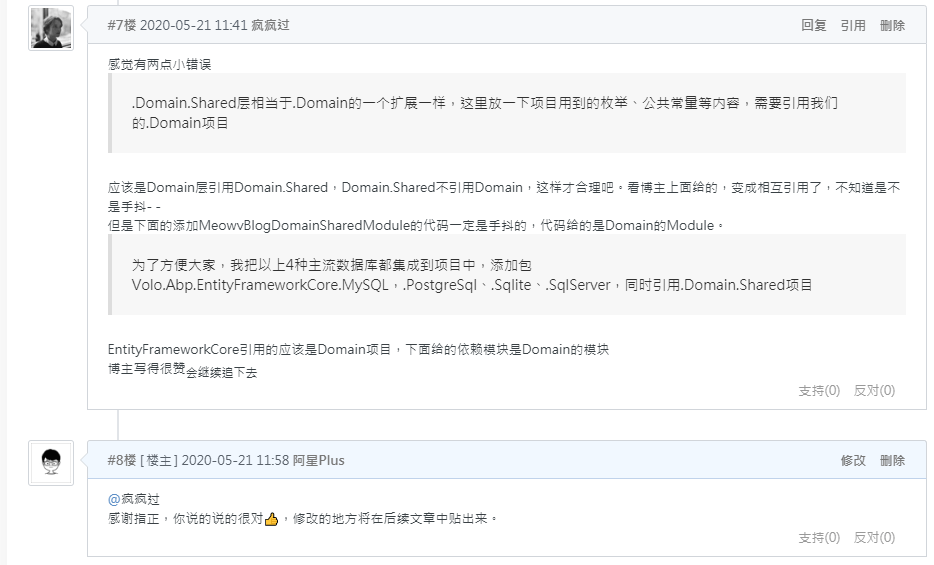 #7楼 2020-05-21 11:41 疯疯过 回复 引用 删除
感觉有两点小错误
.Domain.Shared层相当于.Domain的一个扩展一样，这里放一下项目用到的枚举、公共常量等内容，需要引用我们
的.Domain项目
应该是Domain层引用Domain.Shared，Domain.Shared不引用Domain，这样才合理吧。看博主上面给的，变成相互引用了，不知道是不
是手抖- -
但是下面的添加MeowvBlogDomainSharedModule的代码一定是手抖的，代码给的是Domain的Module。
为了方便大家，我把以上4种主流数据库都集成到项目中，添加包
Volo.Abp.EntityFrameworkCore.MySQL，.PostgreSql、.Sqlite、.SqlServer，同时引用.Domain.Shared项目
EntityFrameworkCore引用的应该是Domain项目，下面给的依赖模块是Domain的模块
博主写得很赞会继续追下去
支持(0) 反对(0)
#8楼 [楼主] 2020-05-21 11:58 阿星Plus 修改 删除
@疯疯过
感谢指正，你说的说的很对👍，修改的地方将在后续文章中贴出来。
支持(0) 反对(0)